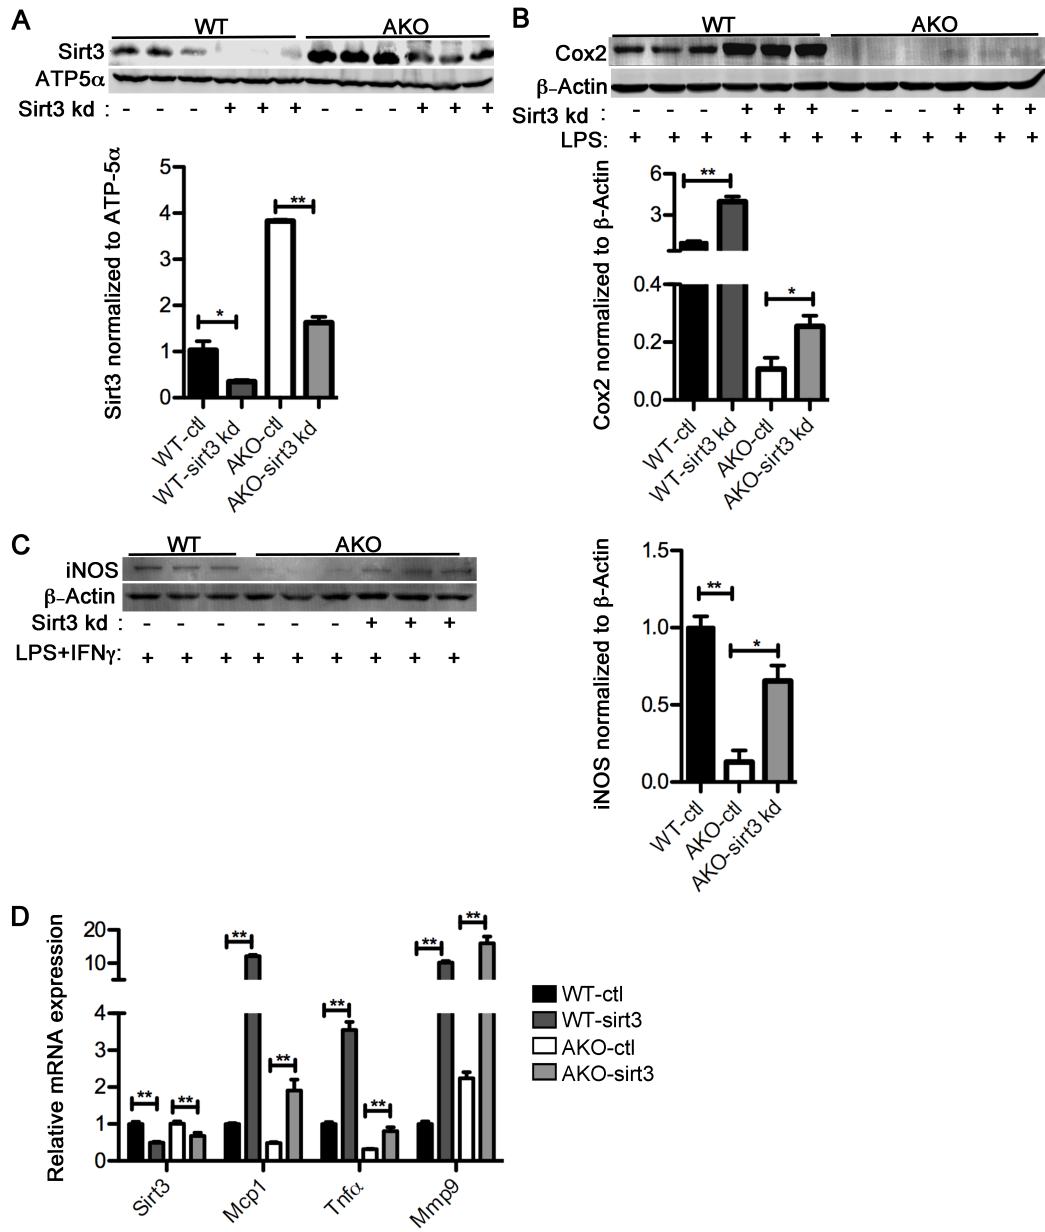 A
WT AKO
Sirt3
ATP5α
Sirt3 kd : - - - + + + - - - + + +
Sirt3 normalized to ATP-5α
5
4
3
2
1
0
* **
WT-ctl
WT-sirt3 kd
AKO-ctl
AKO-sirt3 kd
B
WT AKO
Cox2
β-Actin
Sirt3 kd : - - - + + + - - - + + +
LPS: + + + + + + + + + + + +
Cox2 normalized to β-Actin
6
3
0.4
0.2
0.0
** *
WT-ctl
WT-sirt3 kd
AKO-ctl
AKO-sirt3 kd
C
WT AKO
iNOS
β-Actin
Sirt3 kd : - - - - - - + + +
LPS+IFNγ: + + + + + + + + +
iNOS normalized to β-Actin
1.5
1.0
0.5
0.0
** *
WT-ctl
AKO-ctl
AKO-sirt3 kd
D
Relative mRNA expression
20
10
4
3
2
1
0
** ** ** ** ** ** ** **
Sirt3
Mcp1
Tnfα
Mmp9
WT-ctl
WT-sirt3
AKO-ctl
AKO-sirt3